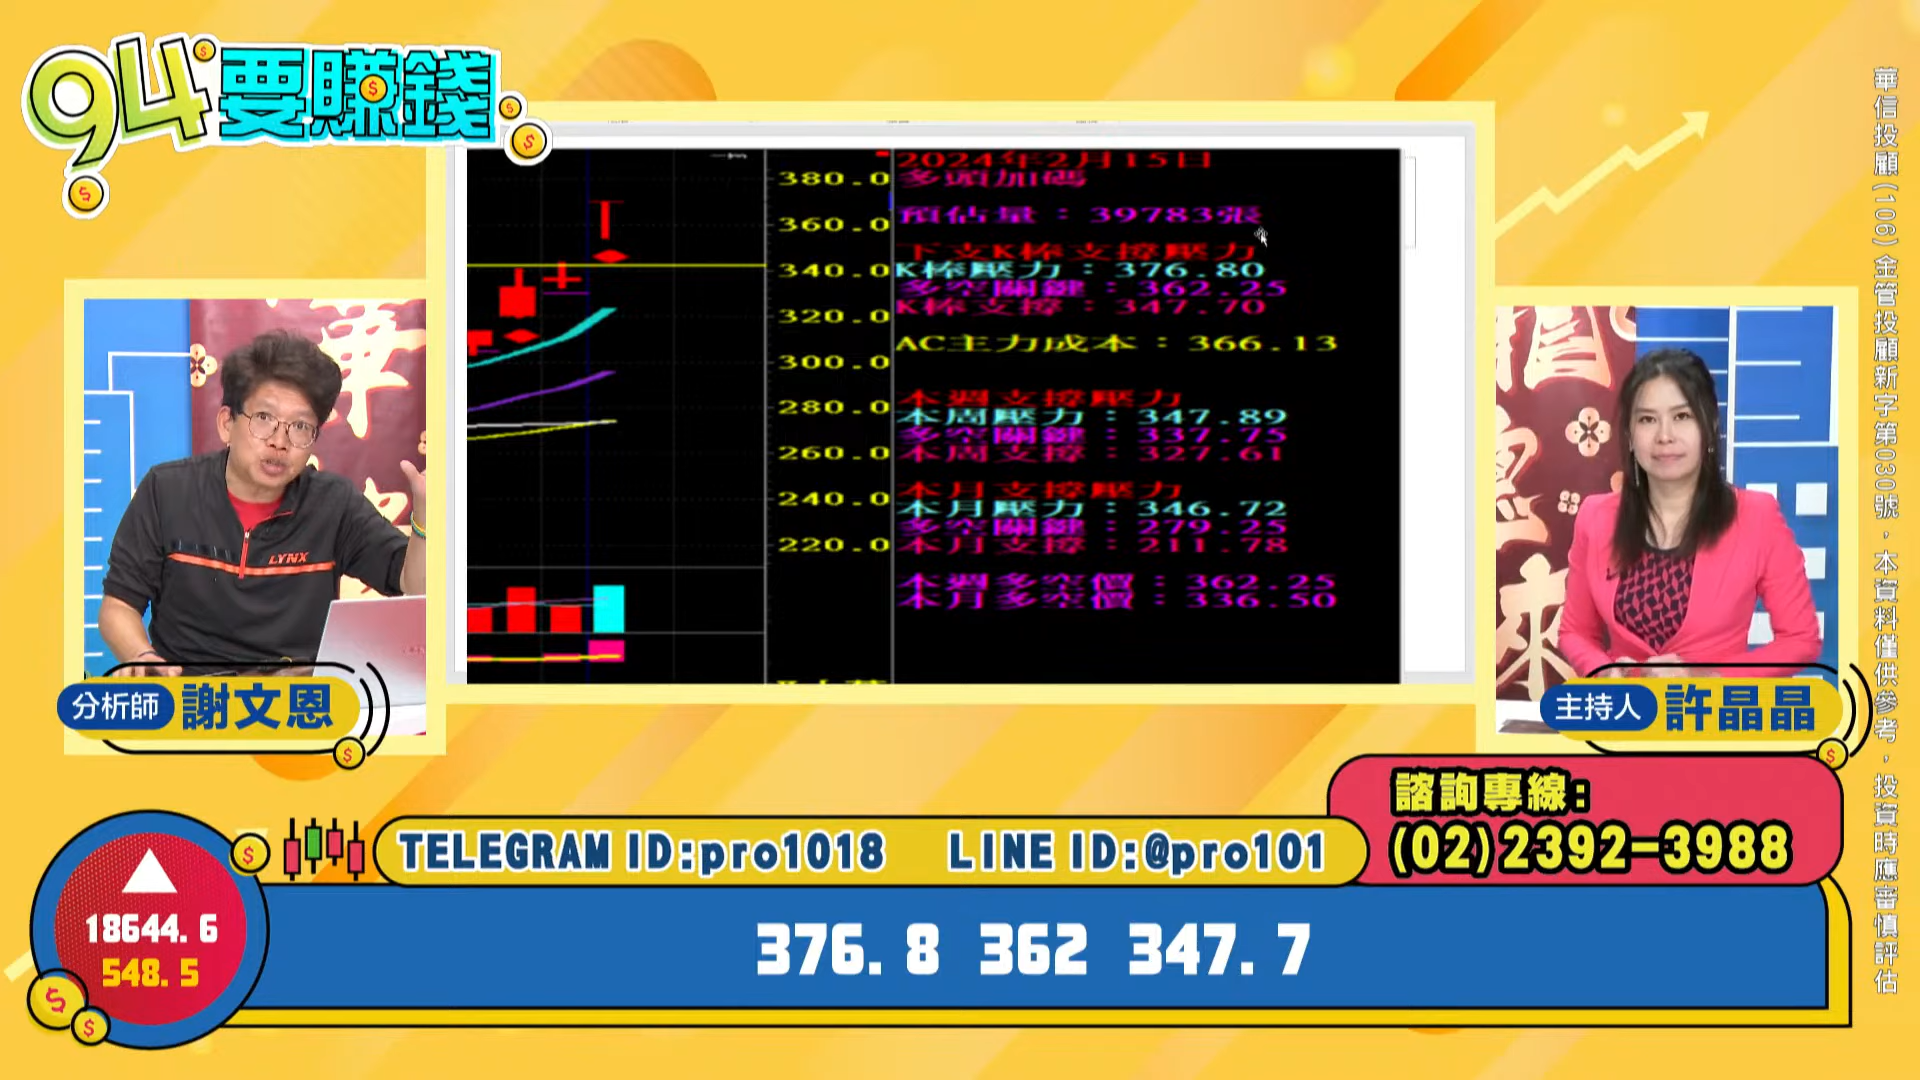 94要賺錢
380.0
360.0
340.0
320.0
300.0
280.0
260.0
240.0
220.0
2024年2月15日
多頭加碼
預估量：39783張
下支K棒支撐壓力
K棒壓力：376.80
多空關鍵：362.25
K棒支撐：347.70
AC主力成本：366.13
本週支撐壓力
本周壓力：347.89
多空關鍵：337.75
本周支撐：327.61
本月支撐壓力
本月壓力：346.72
多空關鍵：279.25
本月支撐：211.78
本週多空價：362.25
本月多空價：336.50
LYNX
分析師 謝文恩
主持人 許晶晶
華信投顧(106)金管投顧新字第030號，本資料僅供參考，投資時應審慎評估
諮詢專線:
(02)2392-3988
TELEGRAM ID:pro1018 LINE ID:@pro101
18644.6
548.5
376.8 362 347.7